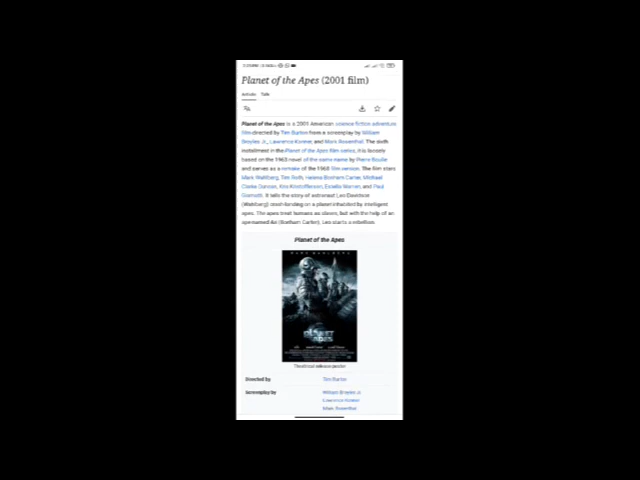 Planet of the Apes (2001 film)
Article Talk
Planet of the Apes is a 2001 American science fiction adventure
film directed by Tim Burton from a screenplay by William
Broyles Jr., Lawrence Konner, and Mark Rosenthal. The sixth
installment in the Planet of the Apes film series, it is loosely
based on the 1963 novel of the same name by Pierre Boulle
and serves as a remake of the 1968 film version. The film stars
Mark Wahlberg, Tim Roth, Helena Bonham Carter, Michael
Clarke Duncan, Kris Kristofferson, Estella Warren, and Paul
Giamatti. It tells the story of astronaut Leo Davidson
(Wahlberg) crash-landing on a planet inhabited by intelligent
apes. The apes treat humans as slaves, but with the help of an
ape named Ari (Bonham Carter), Leo starts a rebellion.
Planet of the Apes
MARK WAHLBERG
PLANET
APES
Theatrical release poster
Directed by Tim Burton
Screenplay by William Broyles Jr.
Lawrence Konner
Mark Rosenthal